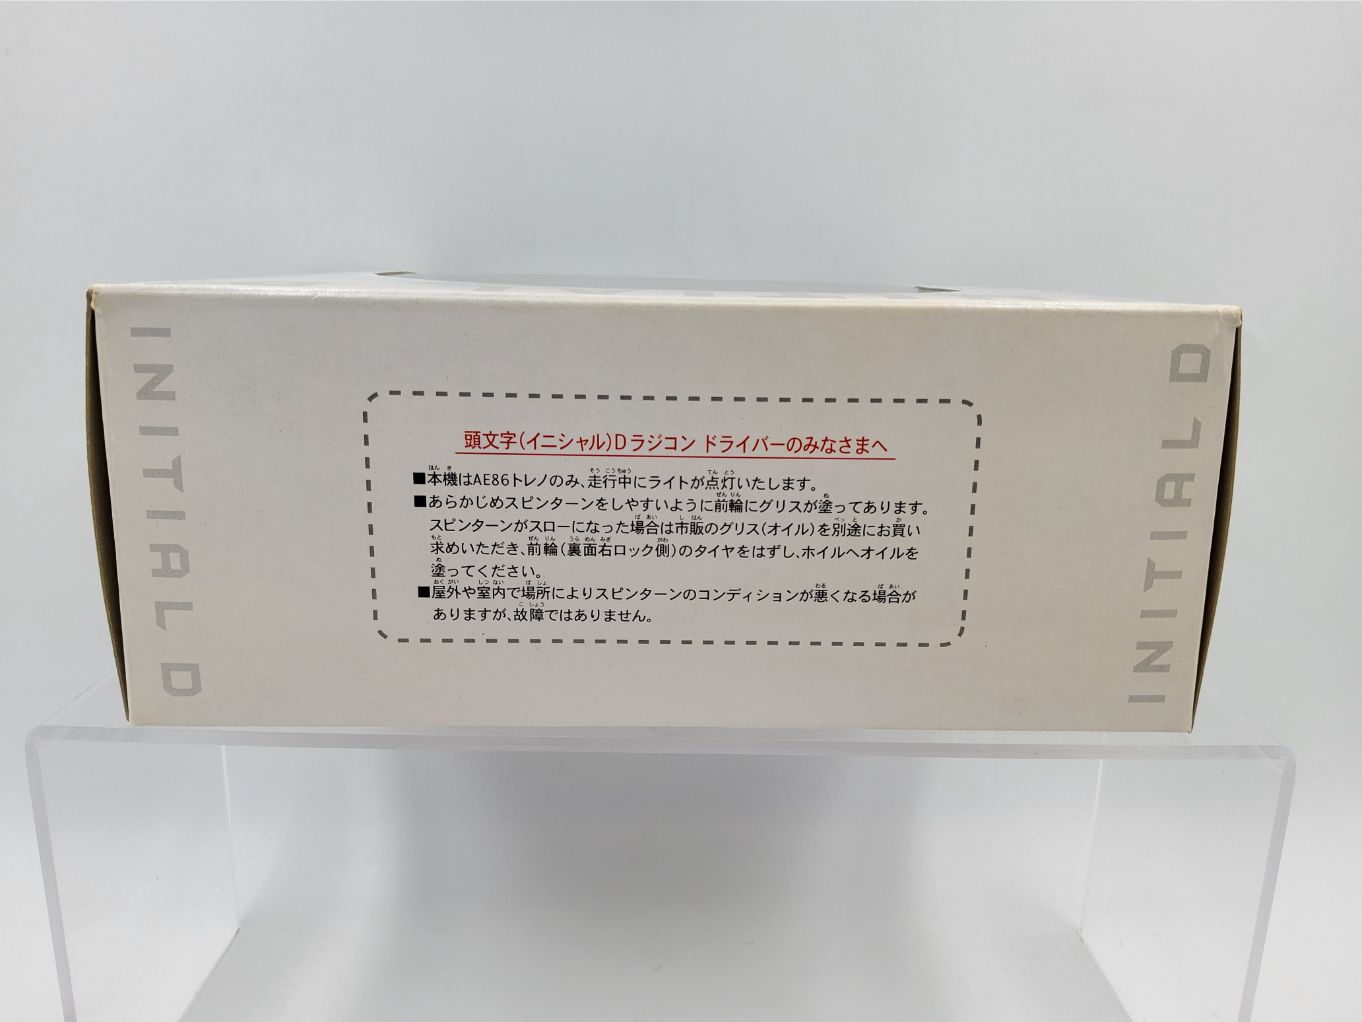 INITIAL D
頭文字(イニシャル)Dラジコン ドライバーのみなさまへ
■本機はAE86トレノのみ、走行中にライトが点灯いたします。
■あらかじめスピンターンをしやすいように前輪にグリスが塗ってあります。
スピンターンがスローになった場合は市販のグリス(オイル)を別途にお買い
求めいただき、前輪(裏面右ロック側)のタイヤをはずし、ホイルへオイルを
塗ってください。
■屋外や室内で場所によりスピンターンのコンディションが悪くなる場合が
ありますが、故障ではありません。
INITIAL D